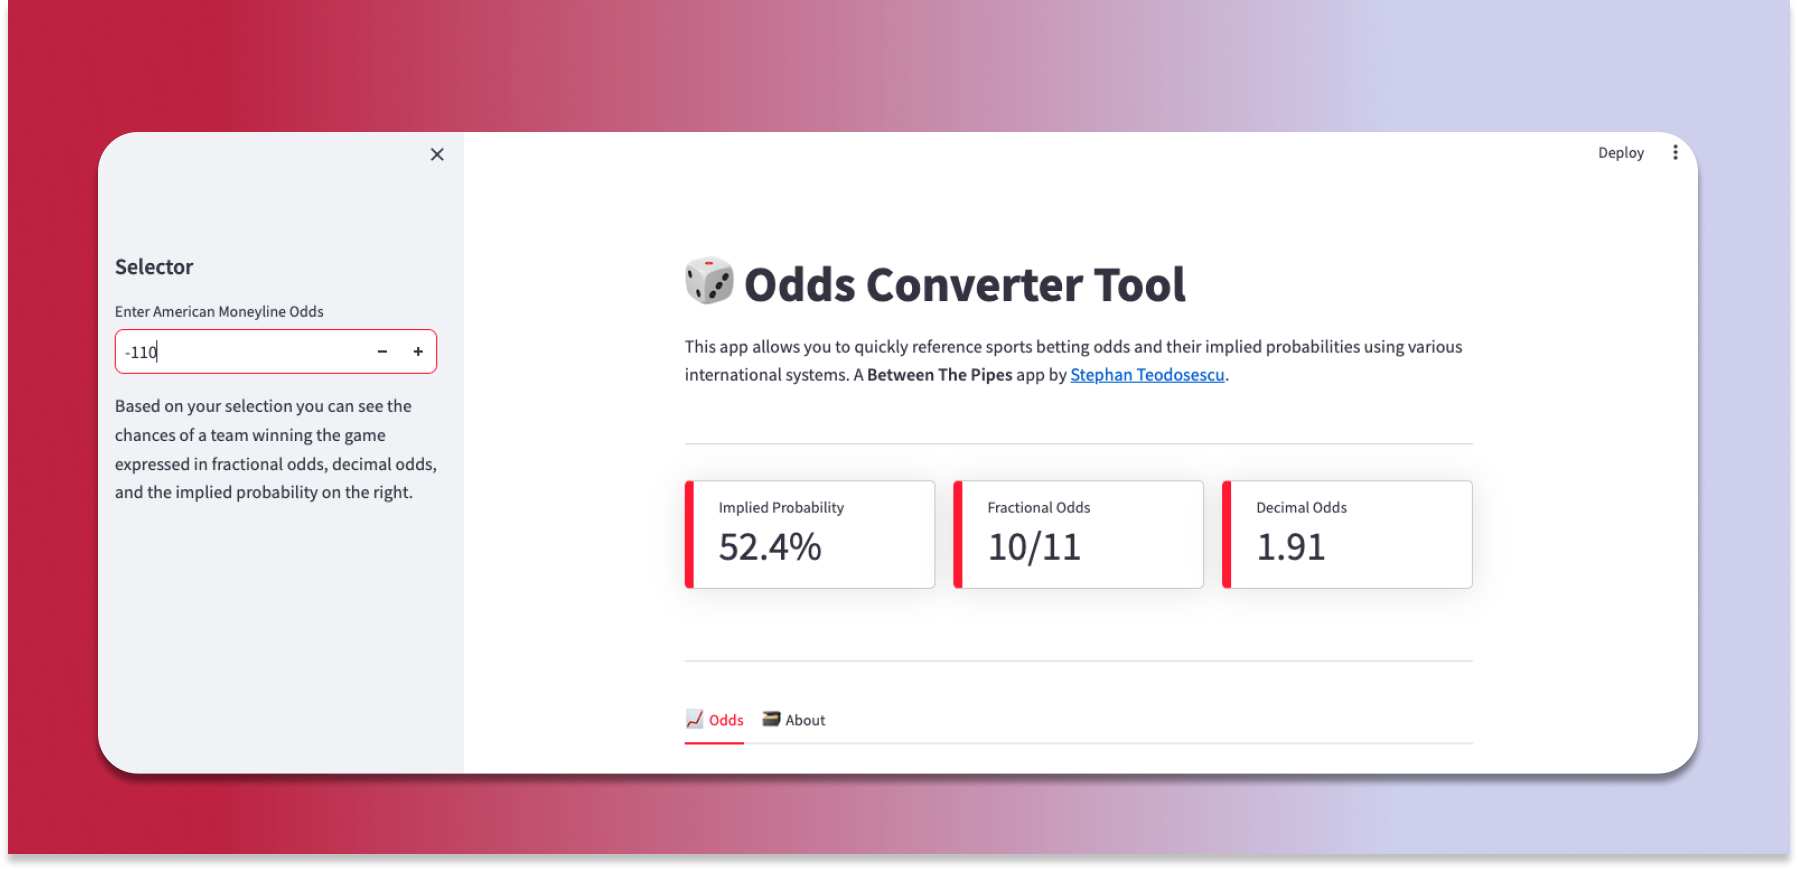 Deploy
Selector
Enter American Moneyline Odds
-110
Based on your selection you can see the
chances of a team winning the game
expressed in fractional odds, decimal odds,
and the implied probability on the right.
Odds Converter Tool
This app allows you to quickly reference sports betting odds and their implied probabilities using various
international systems. A Between The Pipes app by Stephan Teodosescu.
Implied Probability
52.4%
Fractional Odds
10/11
Decimal Odds
1.91
Odds
About